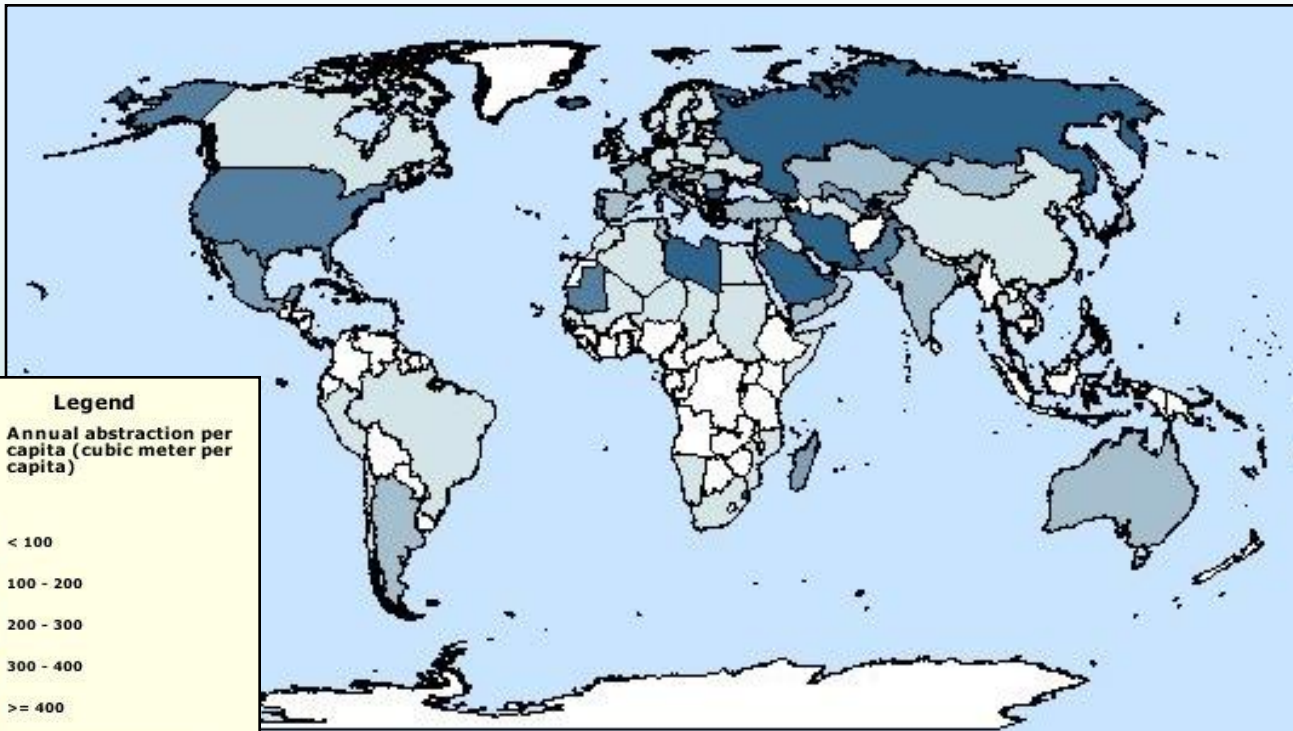 Legend
Annual abstraction per
capita (cubic meter per
capita)
< 100
100 - 200
200 - 300
300 - 400
>= 400